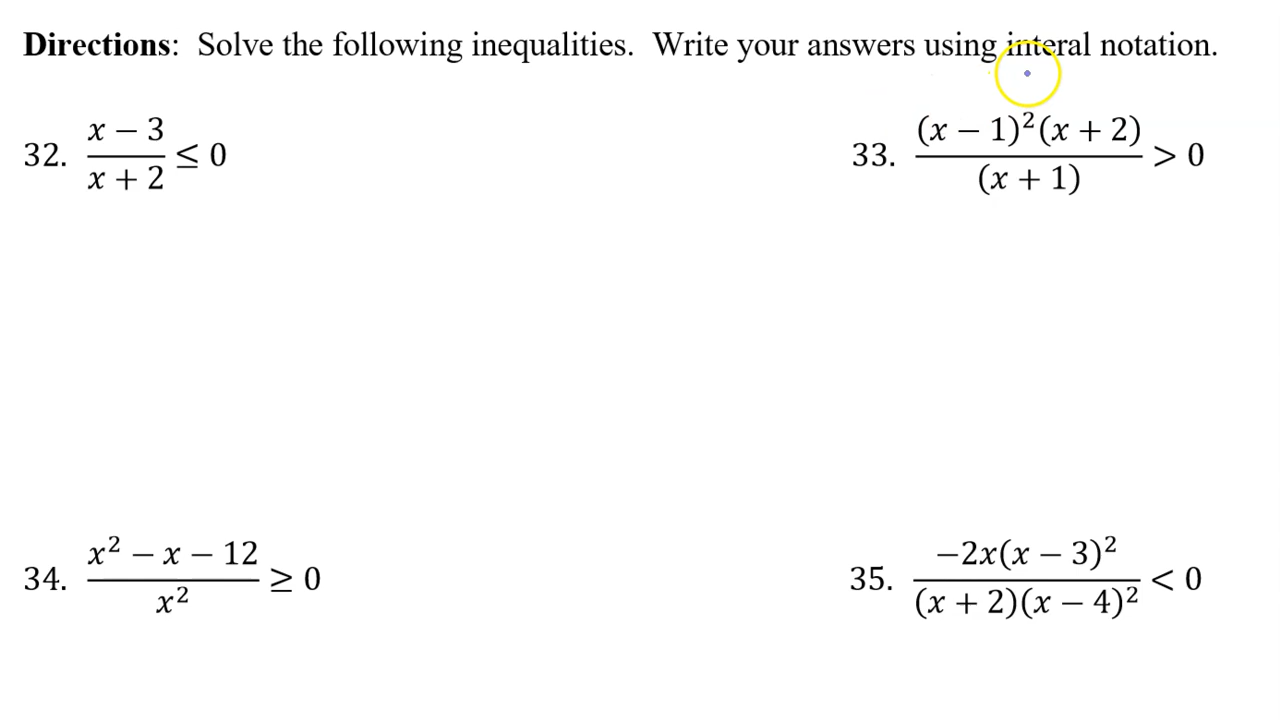 Directions: Solve the following inequalities. Write your answers using interal notation.
32. (x − 3)/(x + 2) ≤ 0
33. ((x − 1)²(x + 2))/((x + 1)) > 0
34. (x² − x − 12)/(x²) ≥ 0
35. (−2x(x − 3)²)/((x + 2)(x − 4)²) < 0